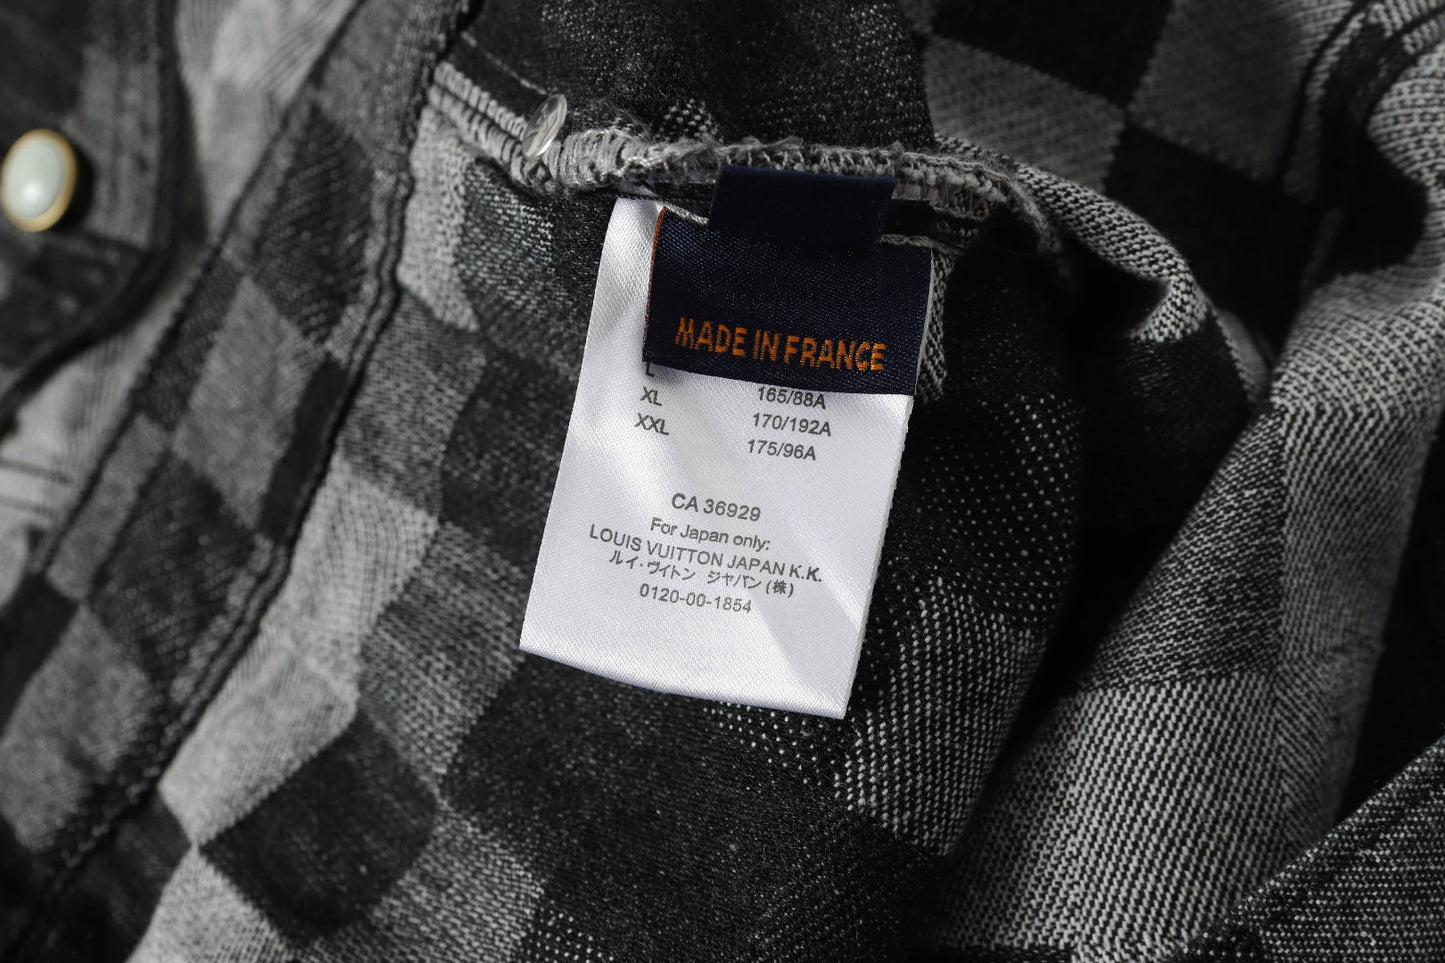 MADE IN FRANCE
L
XL 165/88A
XXL 170/192A
175/96A
CA 36929
For Japan only:
LOUIS VUITTON JAPAN K.K.
ルイ・ヴィトン ジャパン (株)
0120-00-1854